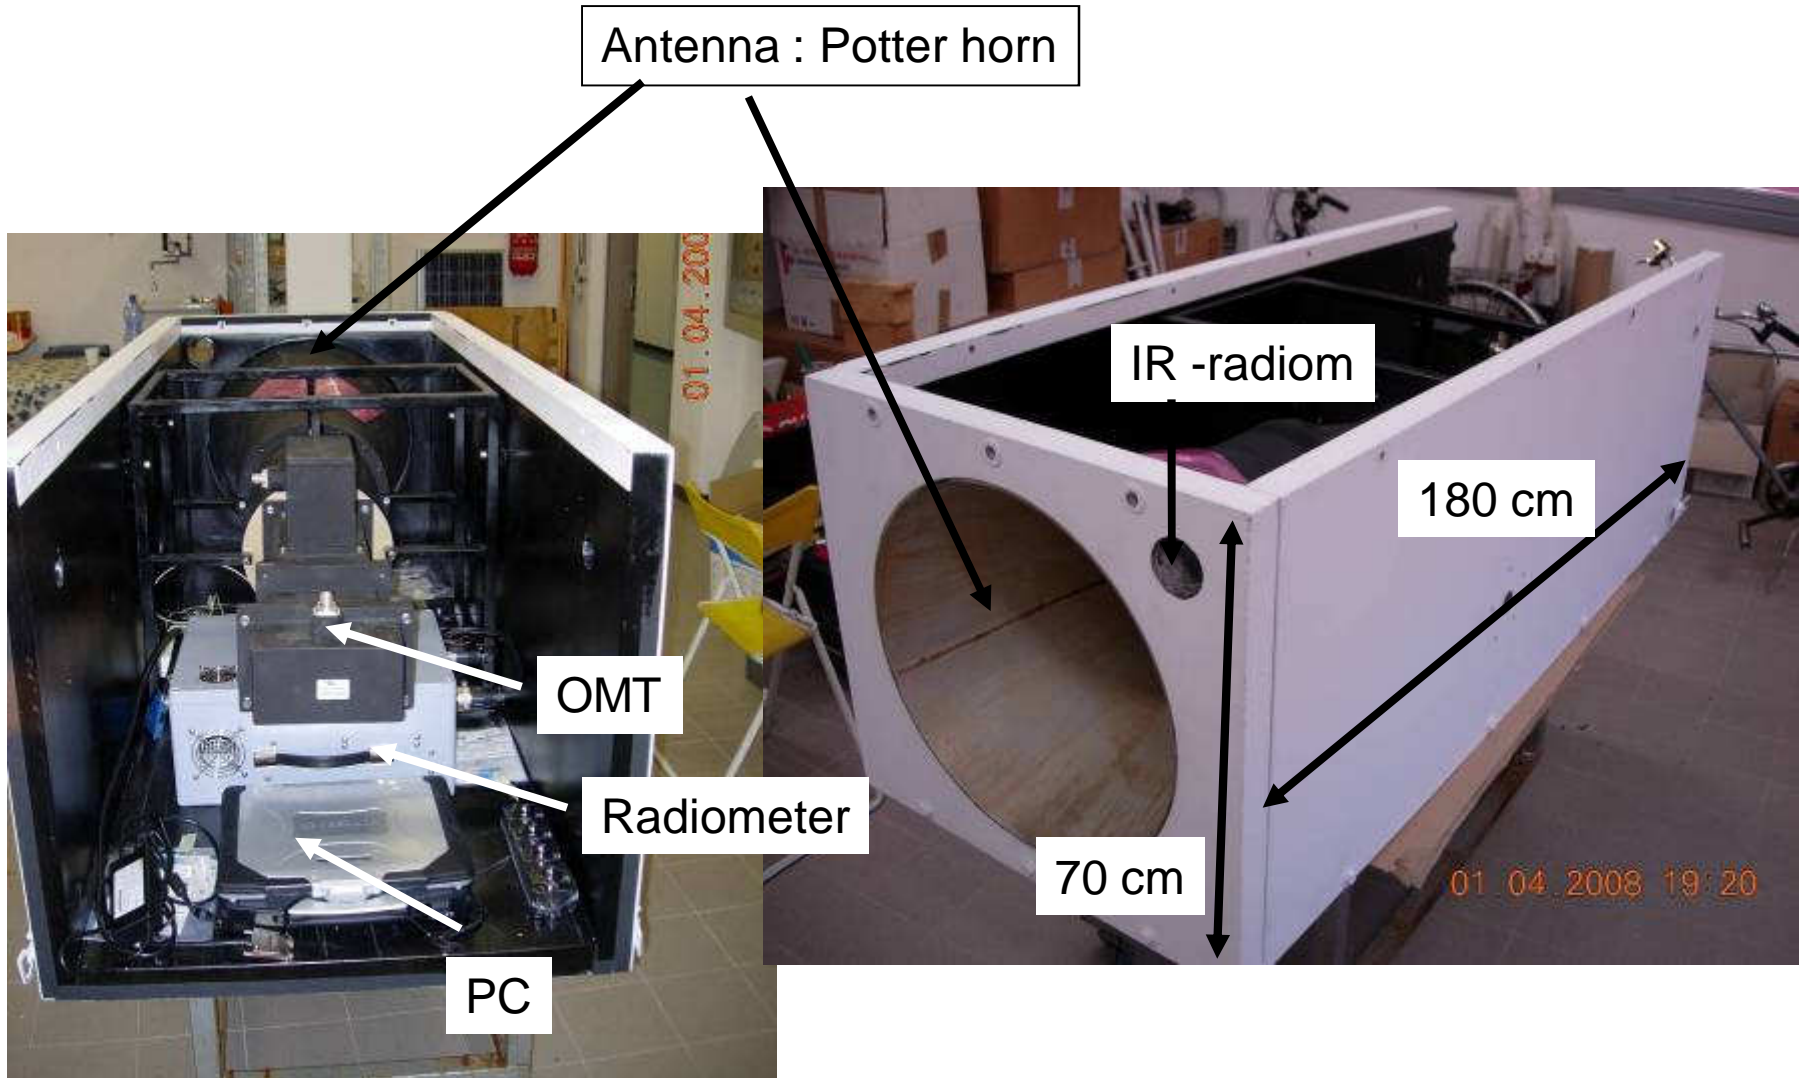 Antenna : Potter horn
01.04.200
IR -radiom
180 cm
OMT
Radiometer
70 cm
01 04 2008 19:20
PC